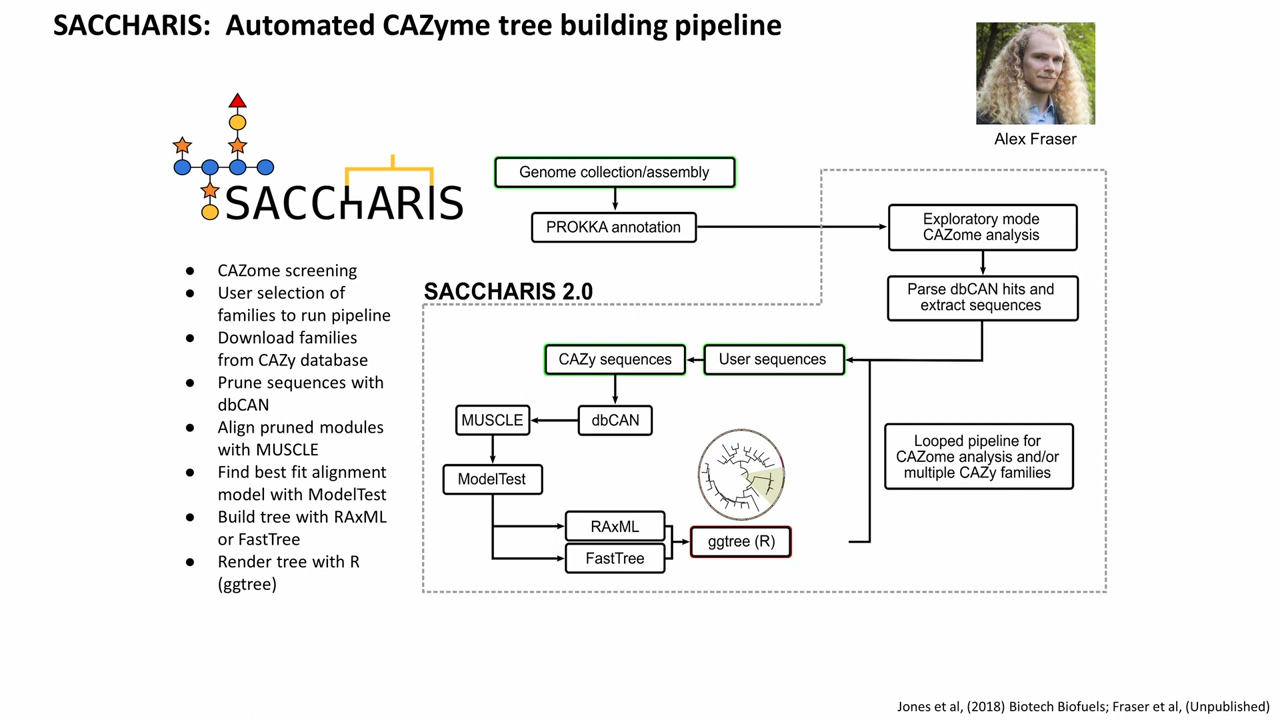 SACCHARIS:  Automated CAZyme tree building pipeline
Alex Fraser
SACChARIS
● CAZome screening
● User selection of
families to run pipeline
● Download families
from CAZy database
● Prune sequences with
dbCAN
● Align pruned modules
with MUSCLE
● Find best fit alignment
model with ModelTest
● Build tree with RAxML
or FastTree
● Render tree with R
(ggtree)
Genome collection/assembly
PROKKA annotation
Exploratory mode
CAZome analysis
Parse dbCAN hits and
extract sequences
SACCHARIS 2.0
CAZy sequences
User sequences
MUSCLE
dbCAN
ModelTest
RAxML
FastTree
ggtree (R)
Looped pipeline for
CAZome analysis and/or
multiple CAZy families
Jones et al, (2018) Biotech Biofuels; Fraser et al, (Unpublished)